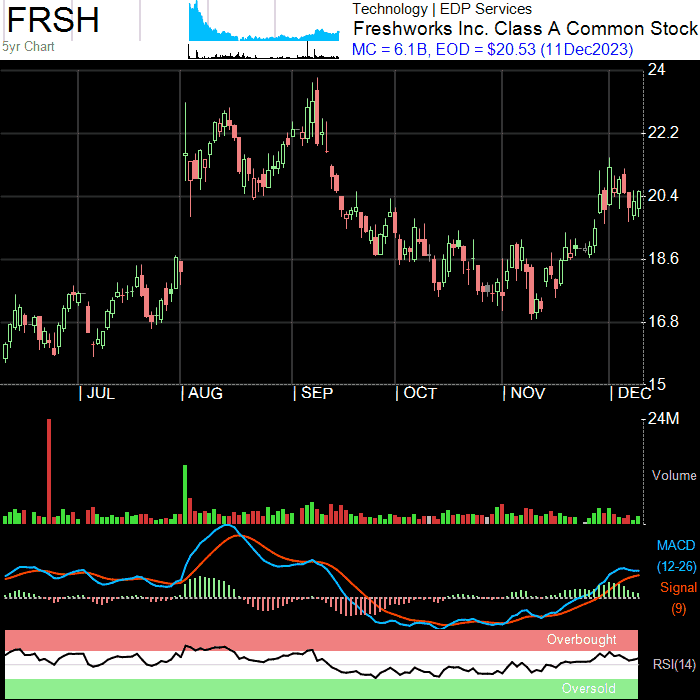 FRSH
5yr Chart
Technology | EDP Services
Freshworks Inc. Class A Common Stock
MC = 6.1B, EOD = $20.53 (11Dec2023)
24
22.2
20.4
18.6
16.8
15
| JUL | AUG | SEP | OCT | NOV | DEC
24M
Volume
MACD
(12-26)
Signal
(9)
Overbought
RSI(14)
Oversold